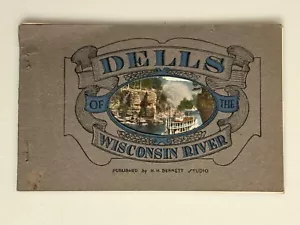 DELLS
OF THE
WISCONSIN RIVER
PUBLISHED by H. H. BENNETT STUDIO